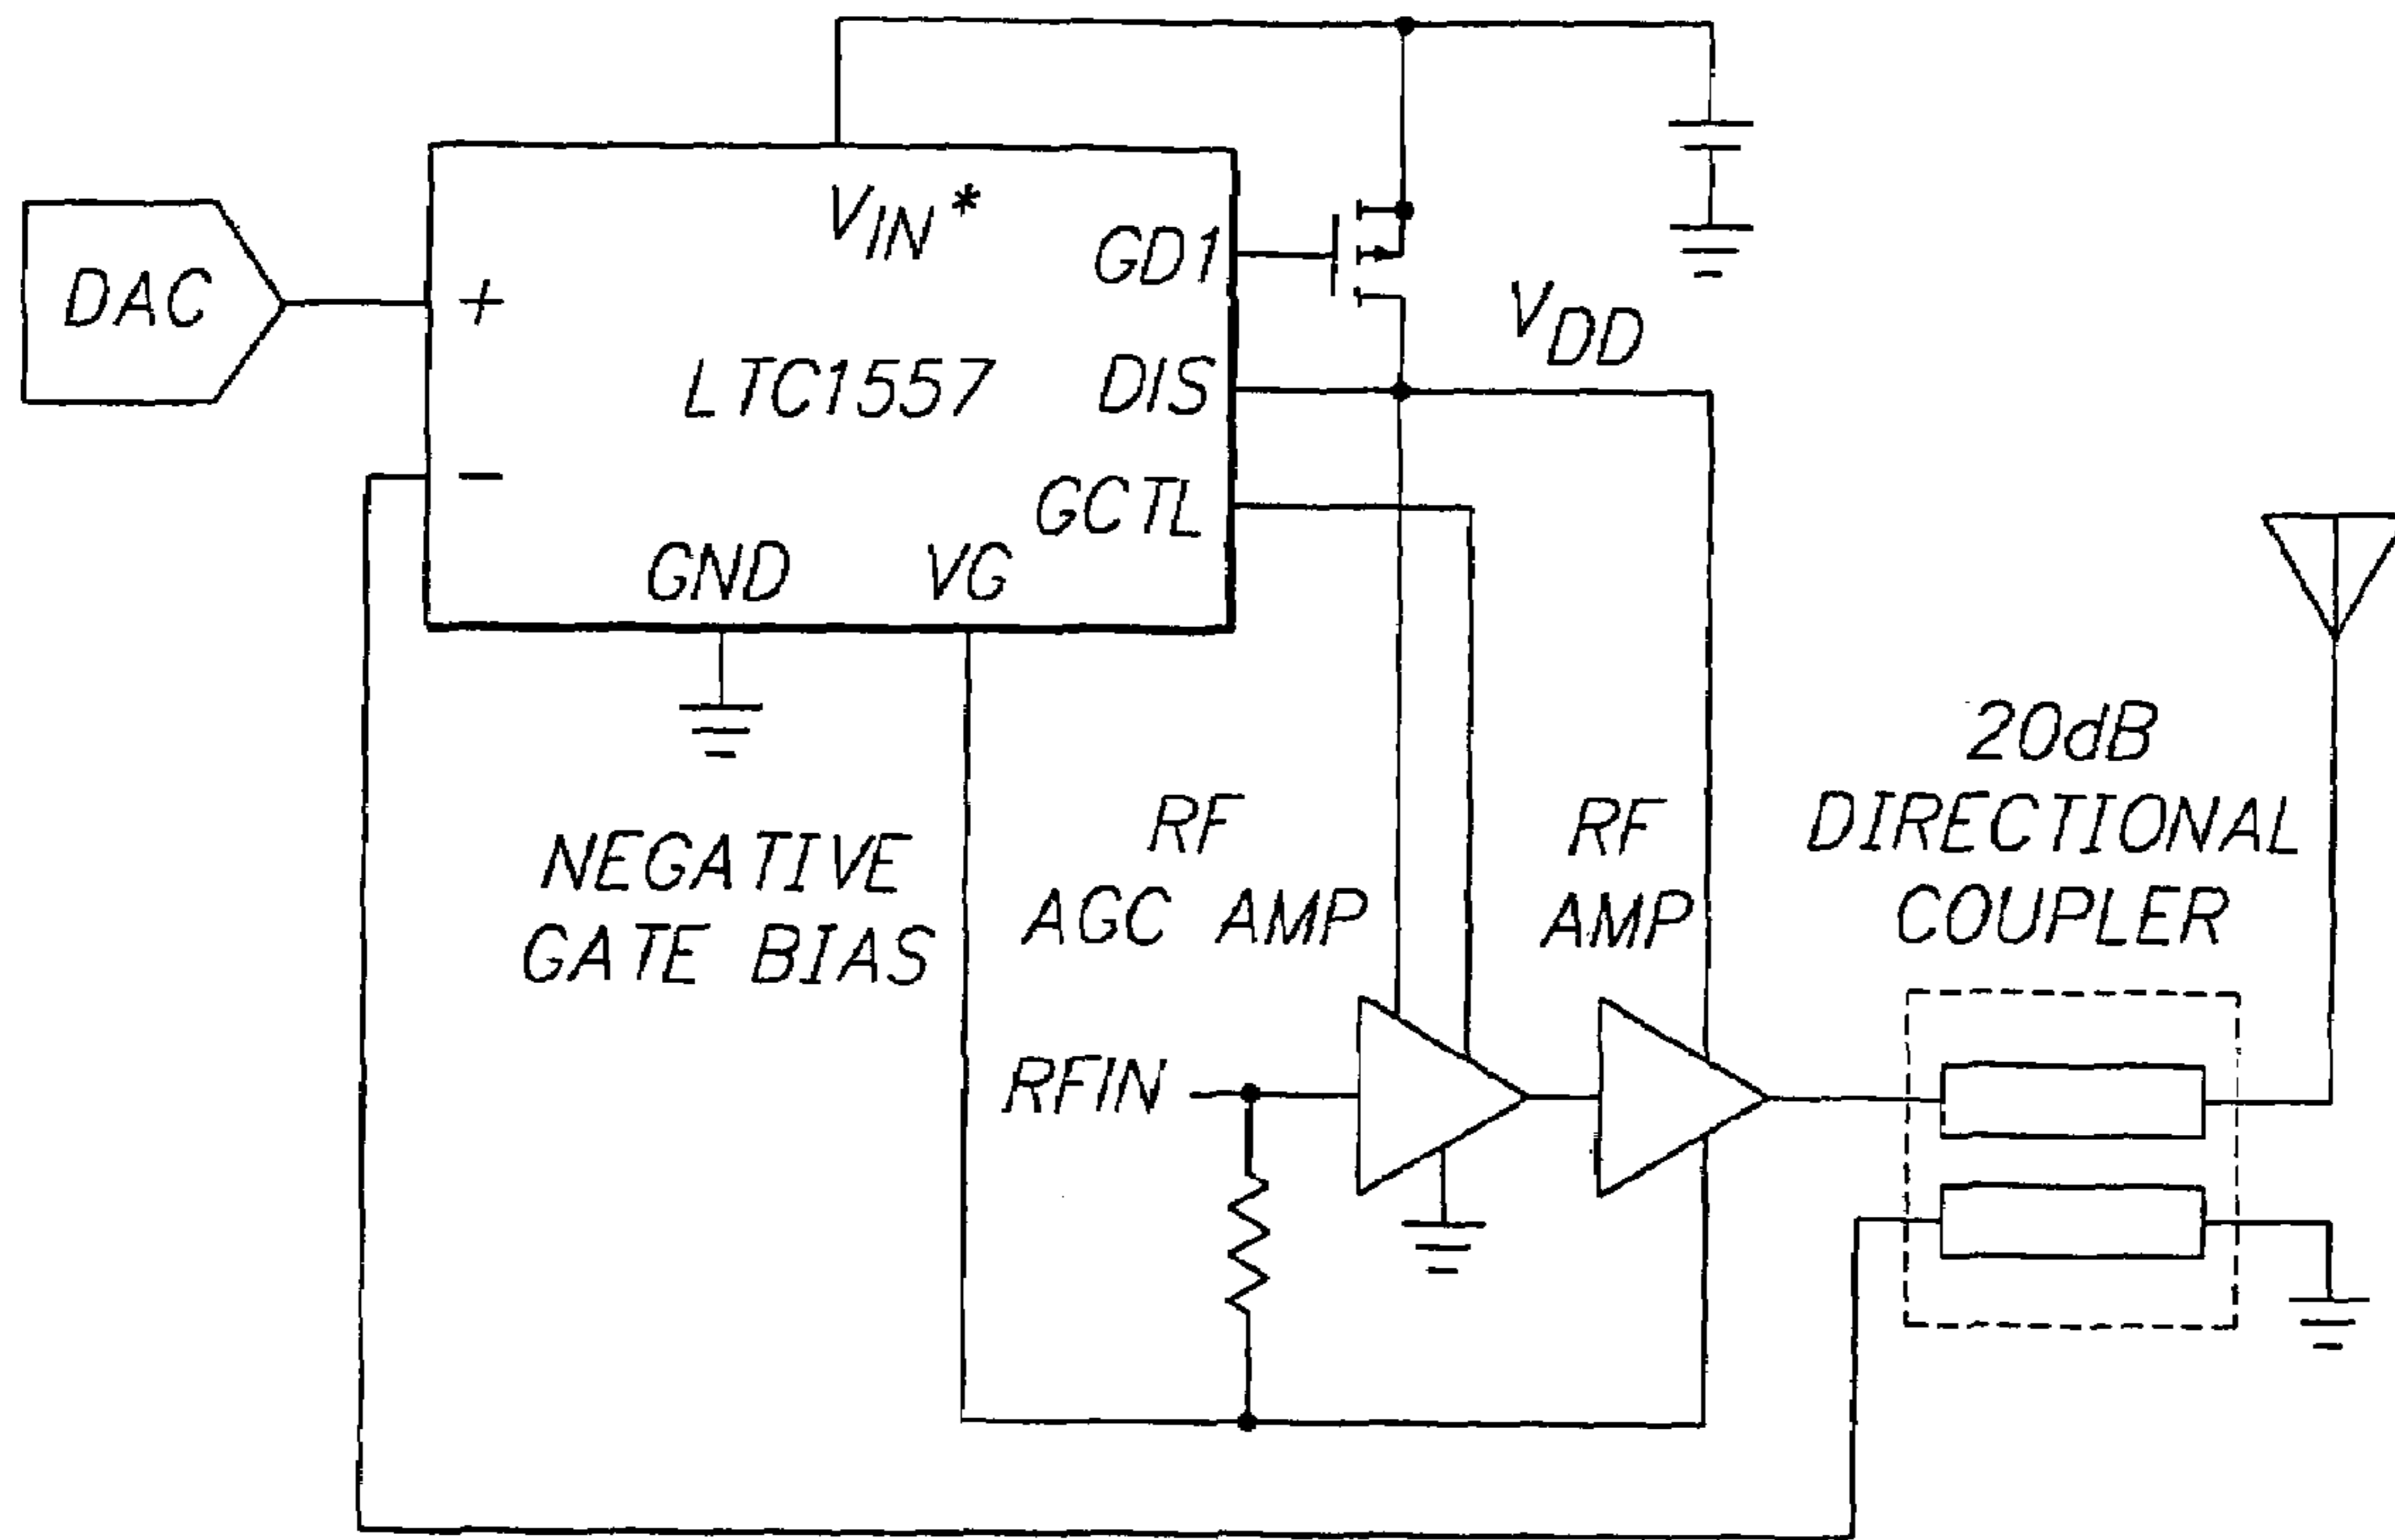 VIN*
GD1
DAC
+
LTC1557
DIS
VDD
−
GCTL
GND
VG
NEGATIVE
GATE BIAS
RF
AGC AMP
RF
AMP
20dB
DIRECTIONAL
COUPLER
RFIN